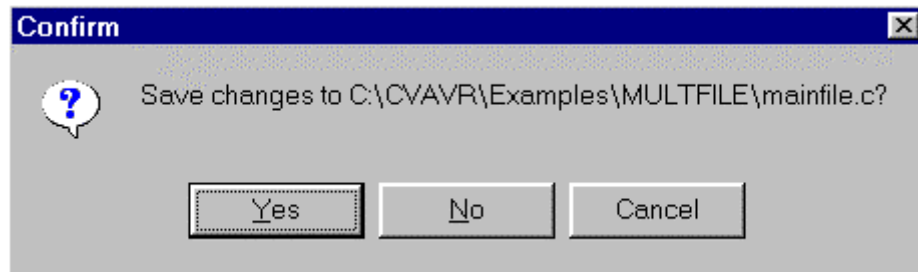 Confirm
Save changes to C:\CVAVR\Examples\MULTFILE\mainfile.c?
Yes No Cancel